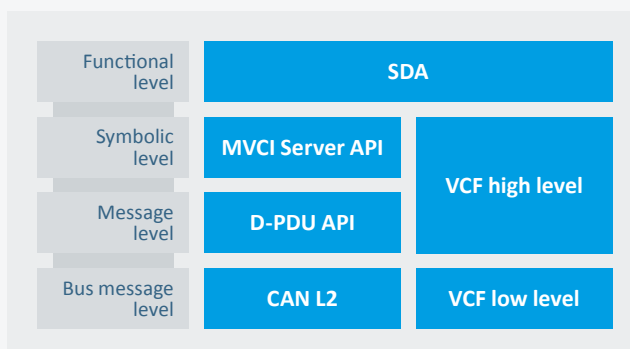 Functional
level
SDA
Symbolic
level
MVCI Server API
VCF high level
Message
level
D-PDU API
Bus message
level
CAN L2
VCF low level